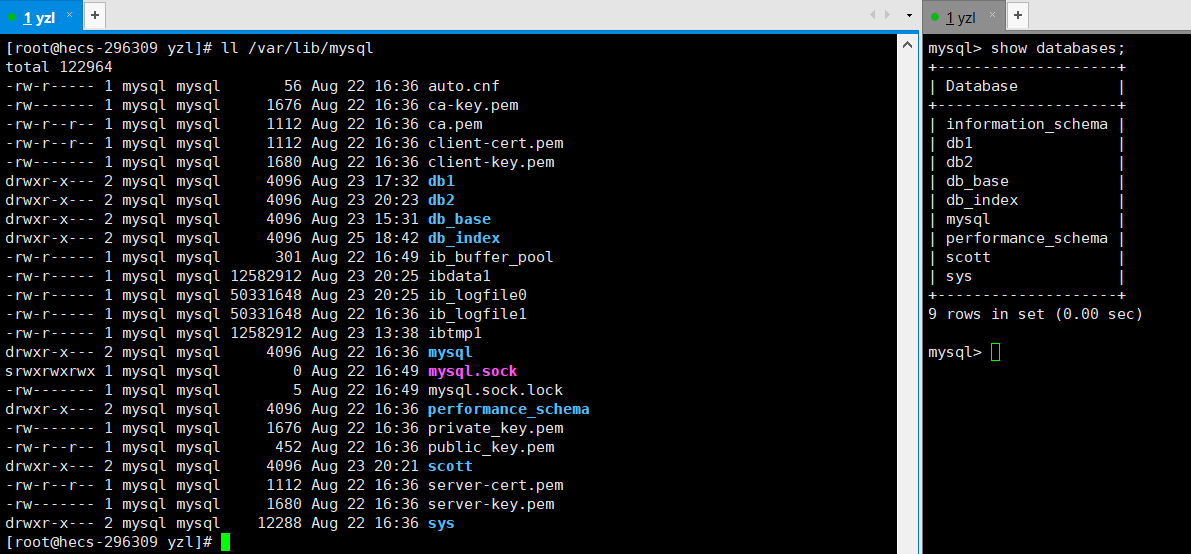 1 yzl × +
[root@hecs-296309 yzl]# ll /var/lib/mysql
total 122964
-rw-r----- 1 mysql mysql       56 Aug 22 16:36 auto.cnf
-rw------- 1 mysql mysql     1676 Aug 22 16:36 ca-key.pem
-rw-r--r-- 1 mysql mysql     1112 Aug 22 16:36 ca.pem
-rw-r--r-- 1 mysql mysql     1112 Aug 22 16:36 client-cert.pem
-rw------- 1 mysql mysql     1680 Aug 22 16:36 client-key.pem
drwxr-x--- 2 mysql mysql     4096 Aug 23 17:32 db1
drwxr-x--- 2 mysql mysql     4096 Aug 23 20:23 db2
drwxr-x--- 2 mysql mysql     4096 Aug 23 15:31 db_base
drwxr-x--- 2 mysql mysql     4096 Aug 25 18:42 db_index
-rw-r----- 1 mysql mysql      301 Aug 22 16:49 ib_buffer_pool
-rw-r----- 1 mysql mysql 12582912 Aug 23 20:25 ibdata1
-rw-r----- 1 mysql mysql 50331648 Aug 23 20:25 ib_logfile0
-rw-r----- 1 mysql mysql 50331648 Aug 22 16:36 ib_logfile1
-rw-r----- 1 mysql mysql 12582912 Aug 23 13:38 ibtmp1
drwxr-x--- 2 mysql mysql     4096 Aug 22 16:36 mysql
srwxrwxrwx 1 mysql mysql        0 Aug 22 16:49 mysql.sock
-rw------- 1 mysql mysql        5 Aug 22 16:49 mysql.sock.lock
drwxr-x--- 2 mysql mysql     4096 Aug 22 16:36 performance_schema
-rw------- 1 mysql mysql     1676 Aug 22 16:36 private_key.pem
-rw-r--r-- 1 mysql mysql      452 Aug 22 16:36 public_key.pem
drwxr-x--- 2 mysql mysql     4096 Aug 23 20:21 scott
-rw-r--r-- 1 mysql mysql     1112 Aug 22 16:36 server-cert.pem
-rw------- 1 mysql mysql     1680 Aug 22 16:36 server-key.pem
drwxr-x--- 2 mysql mysql    12288 Aug 22 16:36 sys
[root@hecs-296309 yzl]#
1 yzl × +
mysql> show databases;
+--------------------+
| Database           |
+--------------------+
| information_schema |
| db1                |
| db2                |
| db_base            |
| db_index           |
| mysql              |
| performance_schema |
| scott              |
| sys                |
+--------------------+
9 rows in set (0.00 sec)
mysql>